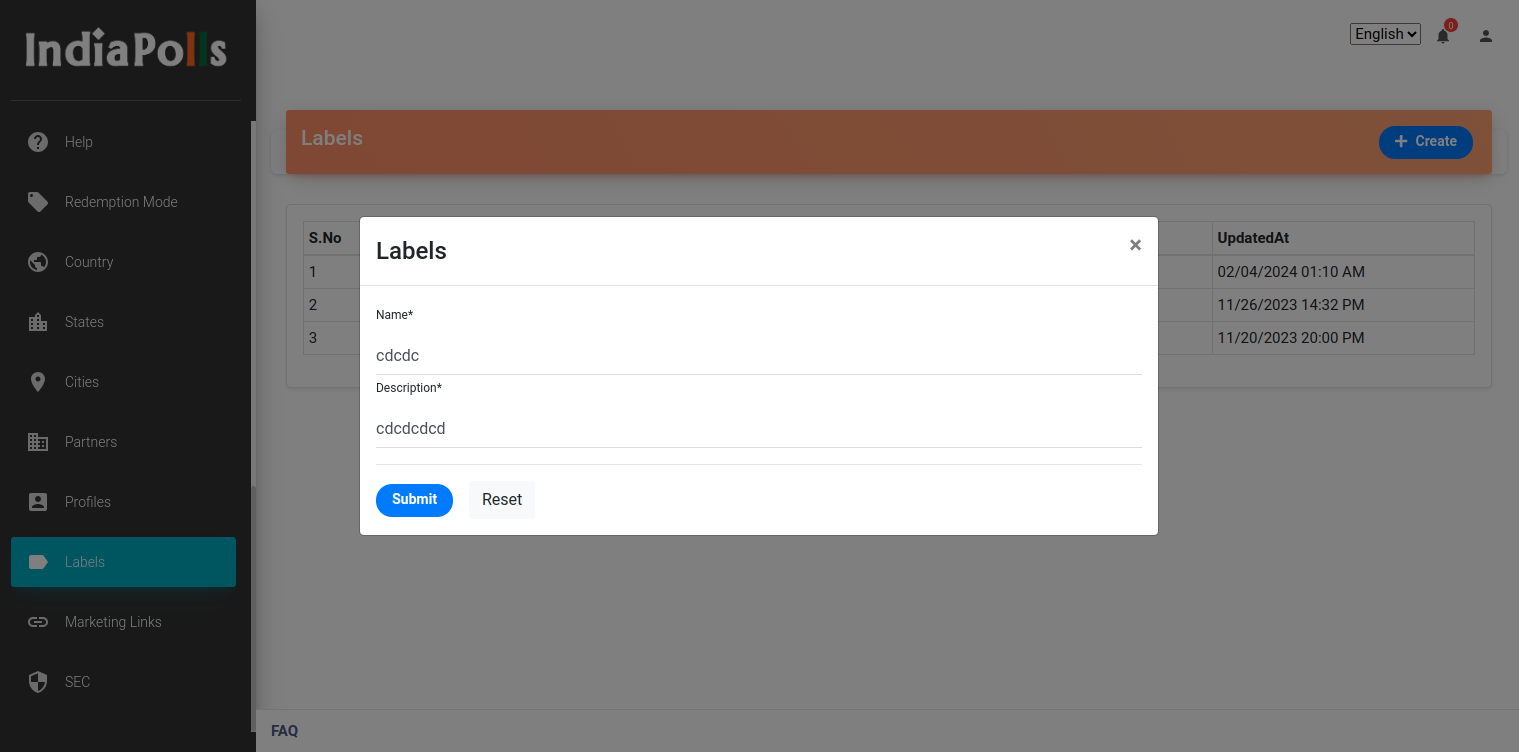 IndiaPolls
English
0
Help
Redemption Mode
Country
States
Cities
Partners
Profiles
Labels
Marketing Links
SEC
Labels
Create
S.No
UpdatedAt
1
02/04/2024 01:10 AM
2
11/26/2023 14:32 PM
3
11/20/2023 20:00 PM
Labels
×
Name*
cdcdc
Description*
cdcdcdcd
Submit
Reset
FAQ